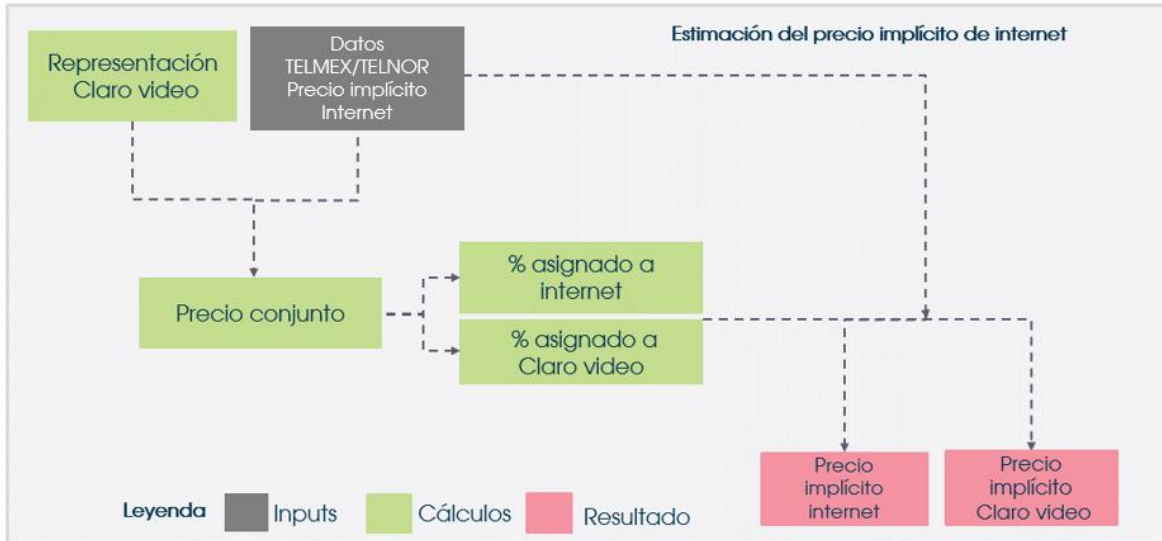 Estimación del precio implícito de internet
Representación
Claro video
Datos
TELMEX/TELNOR
Precio implícito
Internet
Precio conjunto
% asignado a
internet
% asignado a
Claro video
Precio
implícito
internet
Precio
implícito
Claro video
Leyenda
Inputs
Cálculos
Resultado